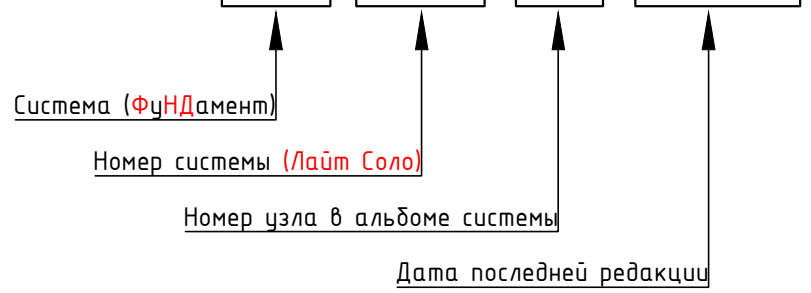 Система (ФуНДамент)
Номер системы (Лайт Соло)
Номер узла в альбоме системы
Дата последней редакции